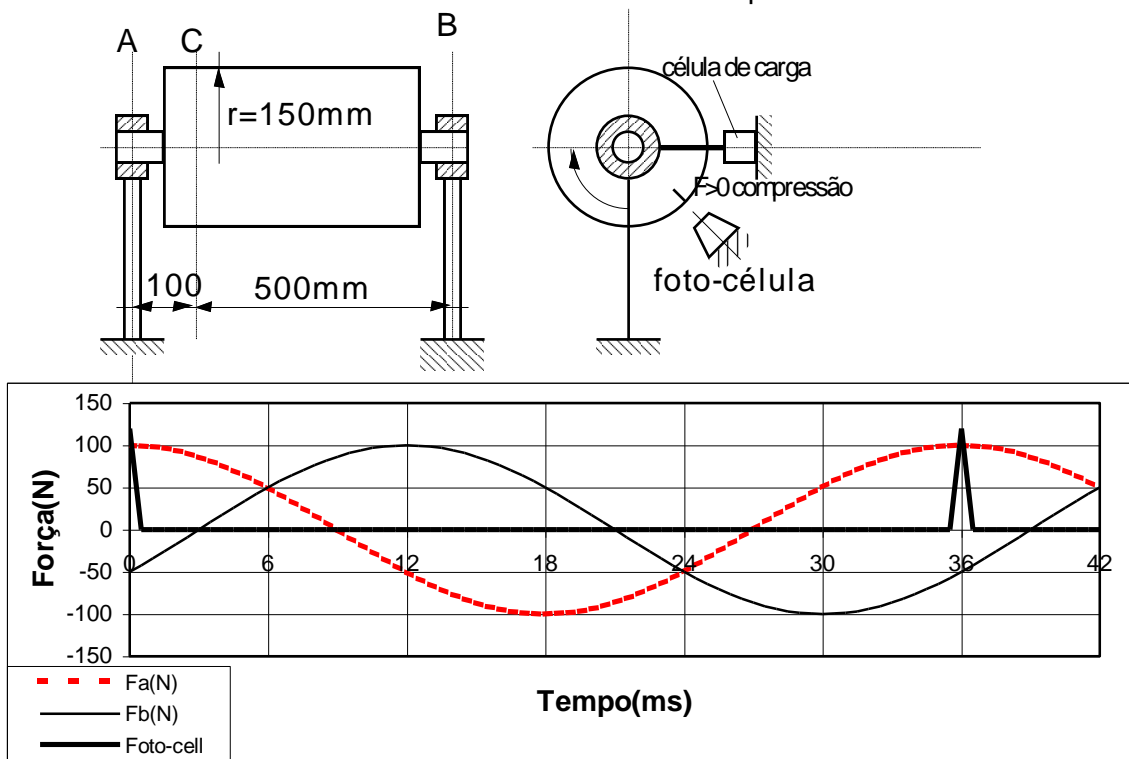 A C B
célula de carga
r=150mm
F>0 compressão
foto-célula
100 500mm
150
100
50
0
-50
-100
-150
Força(N)
0 6 12 18 24 30 36 42
Tempo(ms)
Fa(N)
Fb(N)
Foto-cell